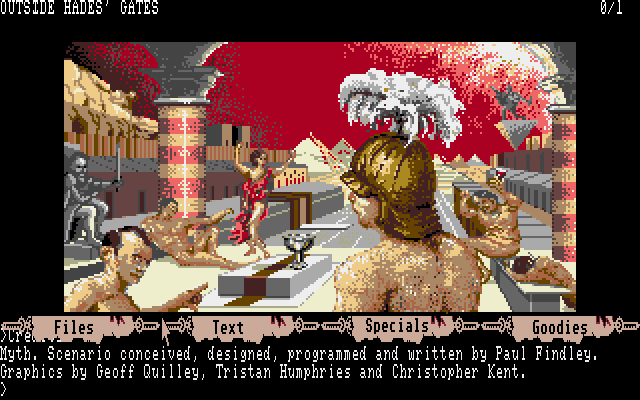 OUTSIDE HADES' GATES 0/1
Files Text Specials Goodies
Myth. Scenario conceived, designed, programmed and written by Paul Findley.
Graphics by Geoff Quilley, Tristan Humphries and Christopher Kent.
>